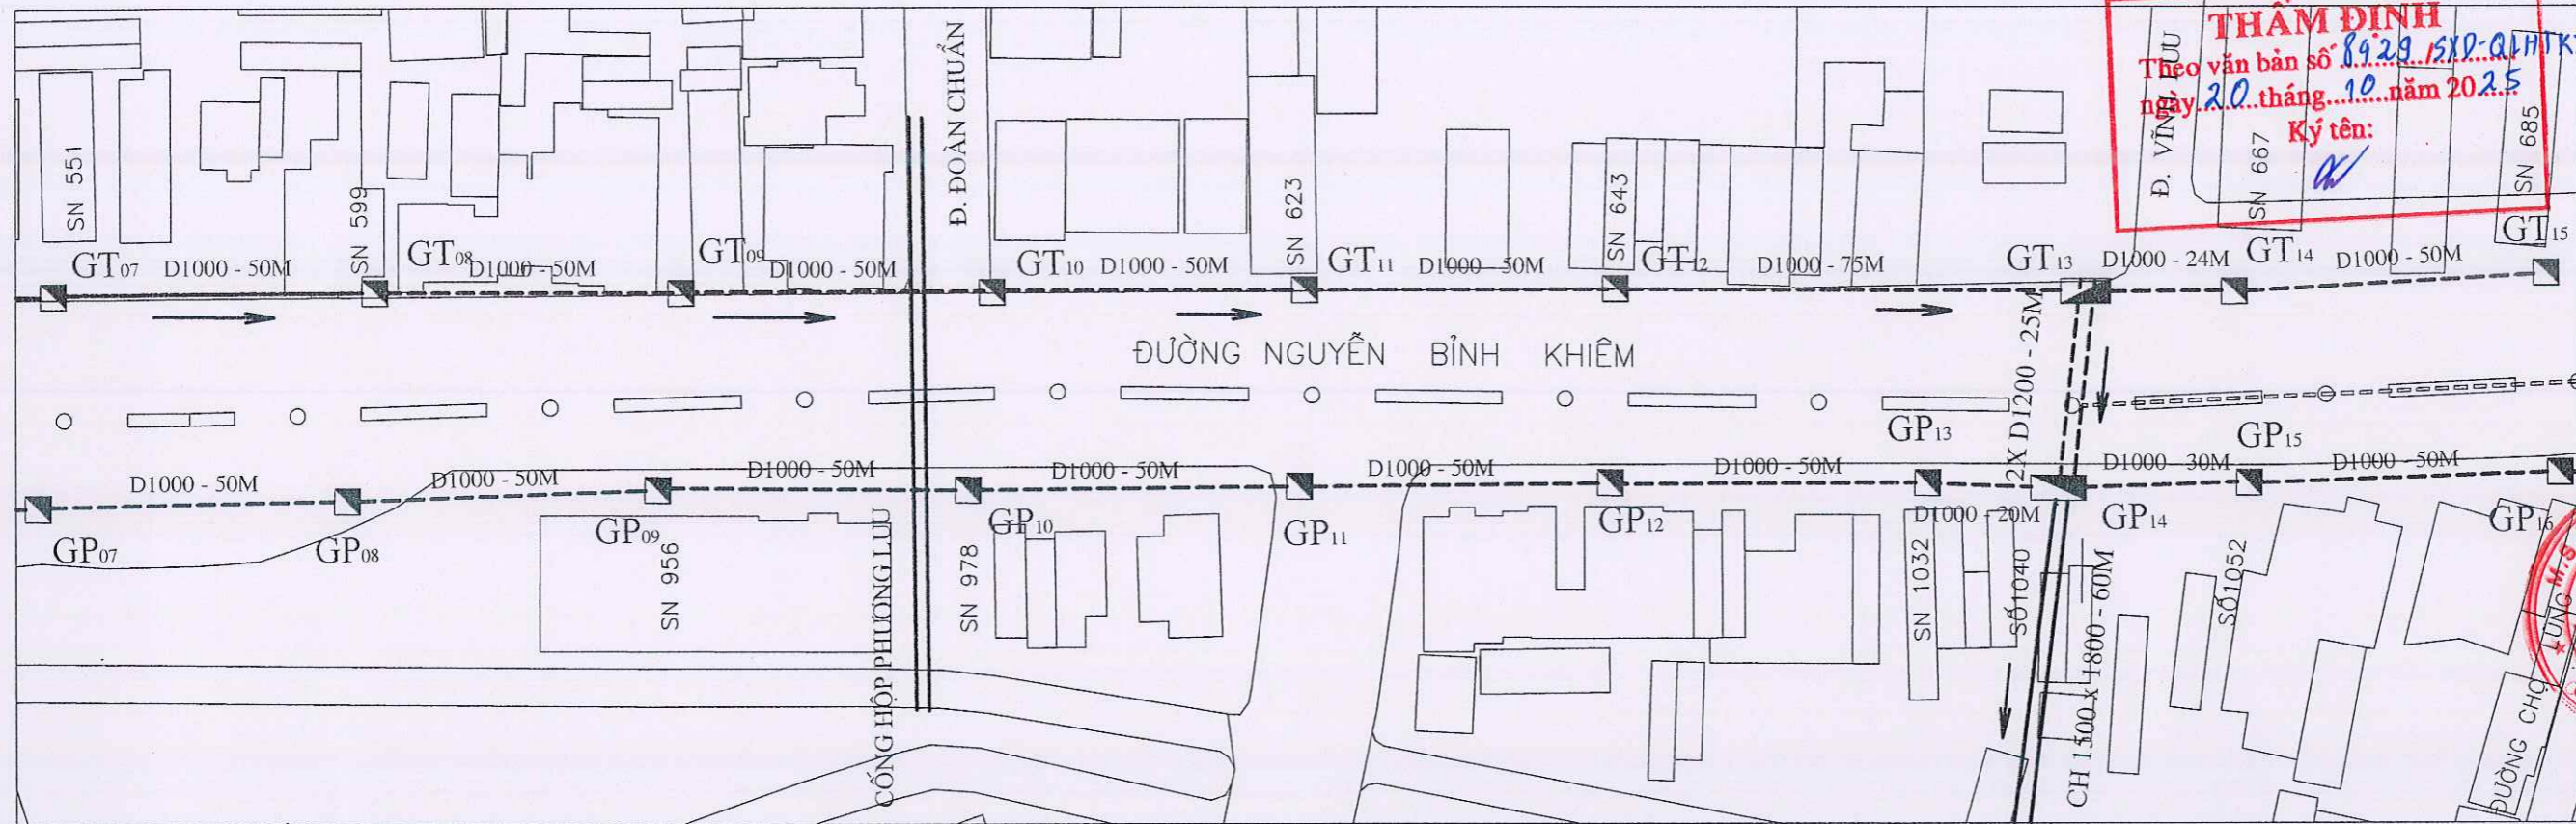 THẨM ĐỊNH
Theo văn bản số 8929/SXD-QLHTKT
ngày 20 tháng 10 năm 2025
Ký tên:
Đ. ĐOÀN CHUẨN
Đ. VĨNH LƯU
SN 551
SN 599
SN 623
SN 643
SN 667
SN 685
GT07
D1000 - 50M
GT08
D1000 - 50M
GT09
D1000 - 50M
GT10
D1000 - 50M
GT11
D1000 - 50M
GT12
D1000 - 75M
GT13
D1000 - 24M
GT14
D1000 - 50M
GT15
ĐƯỜNG NGUYỄN BỈNH KHIÊM
2X D1200 - 25M
GP13
GP15
D1000 - 50M
D1000 - 50M
D1000 - 50M
D1000 - 50M
D1000 - 50M
D1000 - 50M
D1000 - 30M
D1000 - 50M
GP07
GP08
GP09
GP10
GP11
GP12
D1000 - 20M
GP14
GP16
SN 956
CỐNG HỘP PHƯƠNG LƯU
SN 978
SN 1032
SỐ1040
CH 1500 x 1800 - 60M
SỐ1052
ĐƯỜNG CHỢ